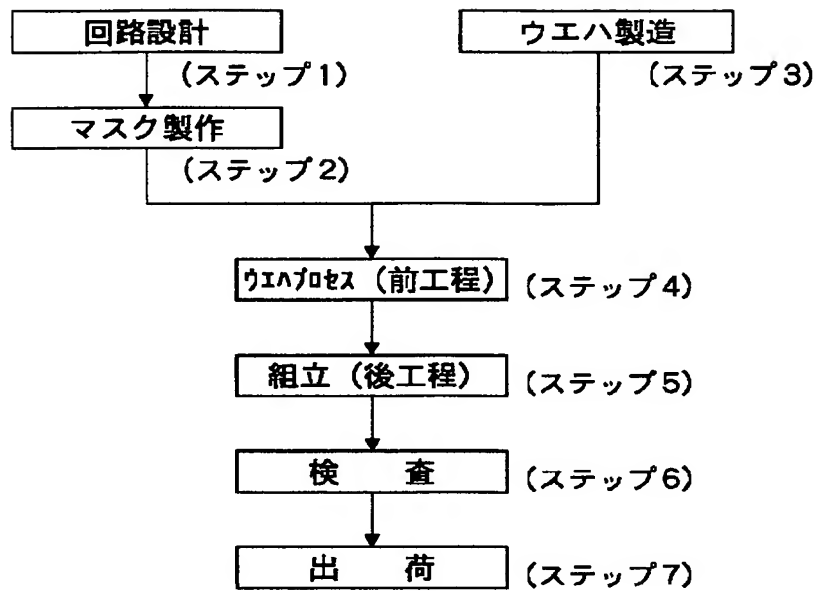 回路設計
ウエハ製造
(ステップ1)
(ステップ3)
マスク製作
(ステップ2)
ｳｴﾊﾌﾟﾛｾｽ(前工程)
(ステップ4)
組立(後工程)
(ステップ5)
検　査
(ステップ6)
出　荷
(ステップ7)